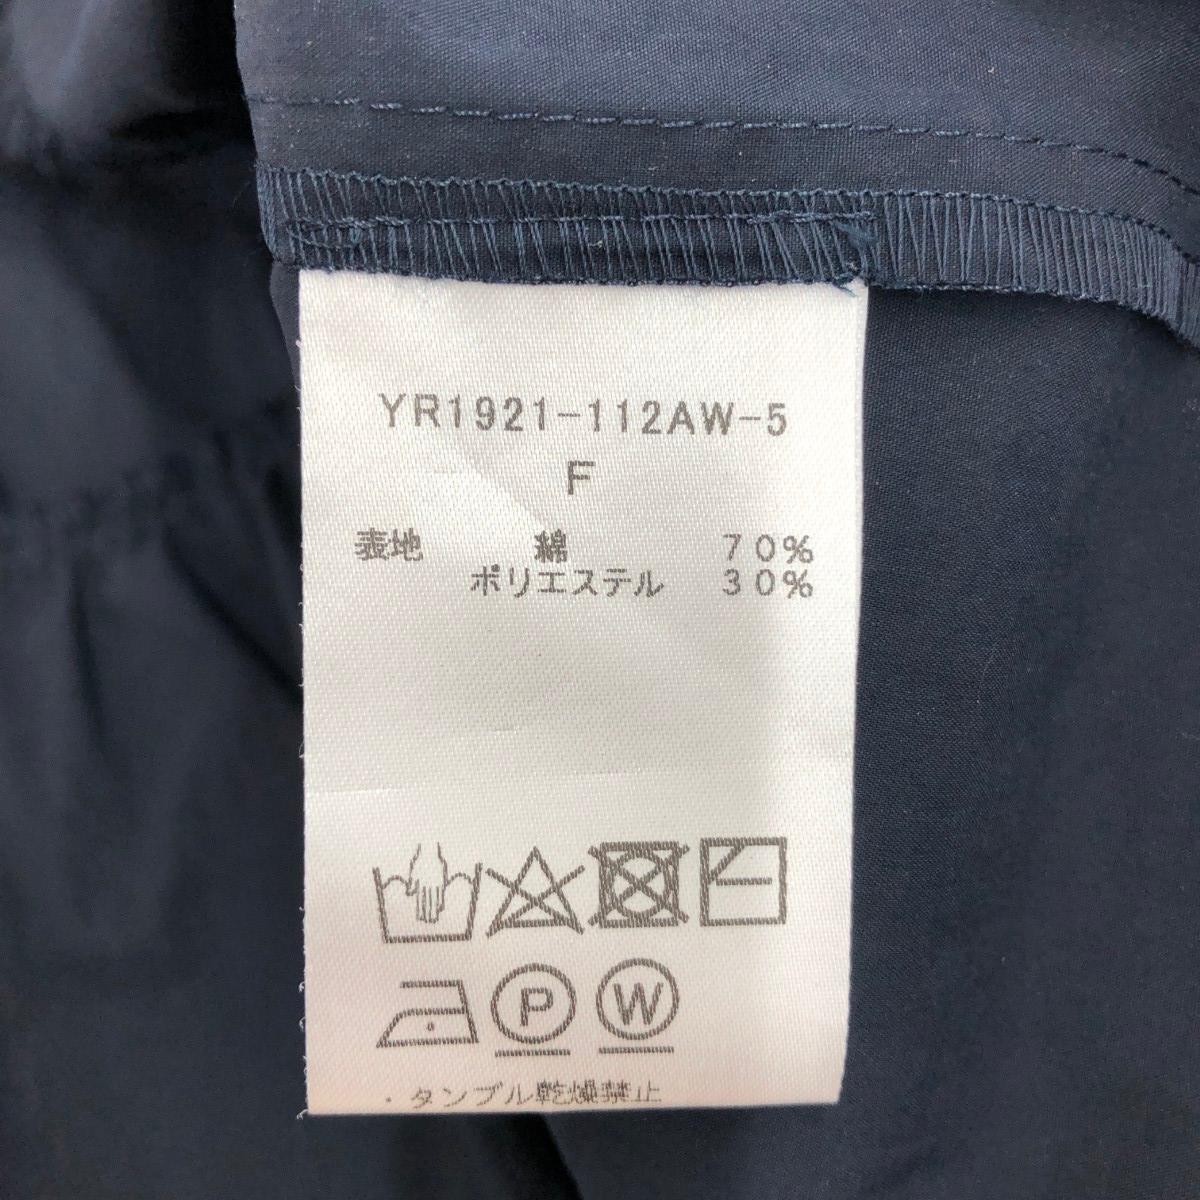 YR1921-112AW-5
F
表地 綿 70%
ポリエステル 30%
P W
・タンブル乾燥禁止